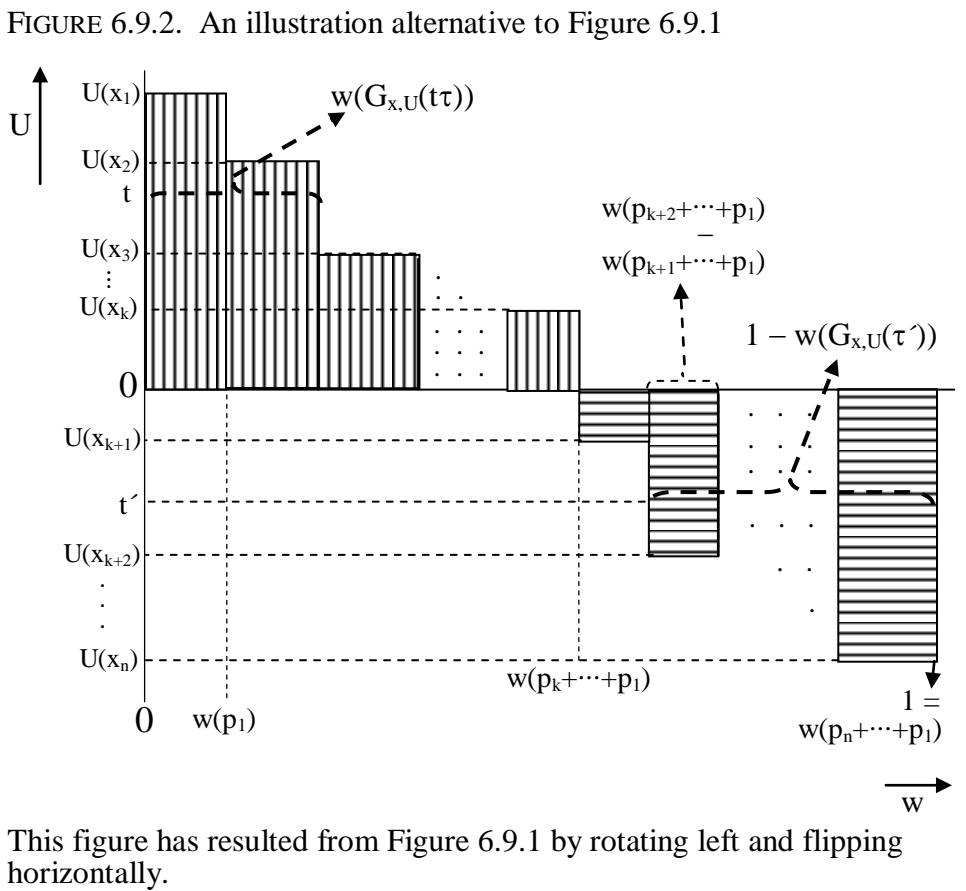 FIGURE 6.9.2. An illustration alternative to Figure 6.9.1
U(x₁)
w(Gₓ,U(tτ))
U
U(x₂)
t
w(pₖ₊₂+···+p₁)
–
w(pₖ₊₁+···+p₁)
U(x₃)
U(xₖ)
1 – w(Gₓ,U(τ´))
0
U(xₖ₊₁)
t´
U(xₖ₊₂)
U(xₙ)
w(pₖ+···+p₁)
0
w(p₁)
1 =
w(pₙ+···+p₁)
w
This figure has resulted from Figure 6.9.1 by rotating left and flipping
horizontally.